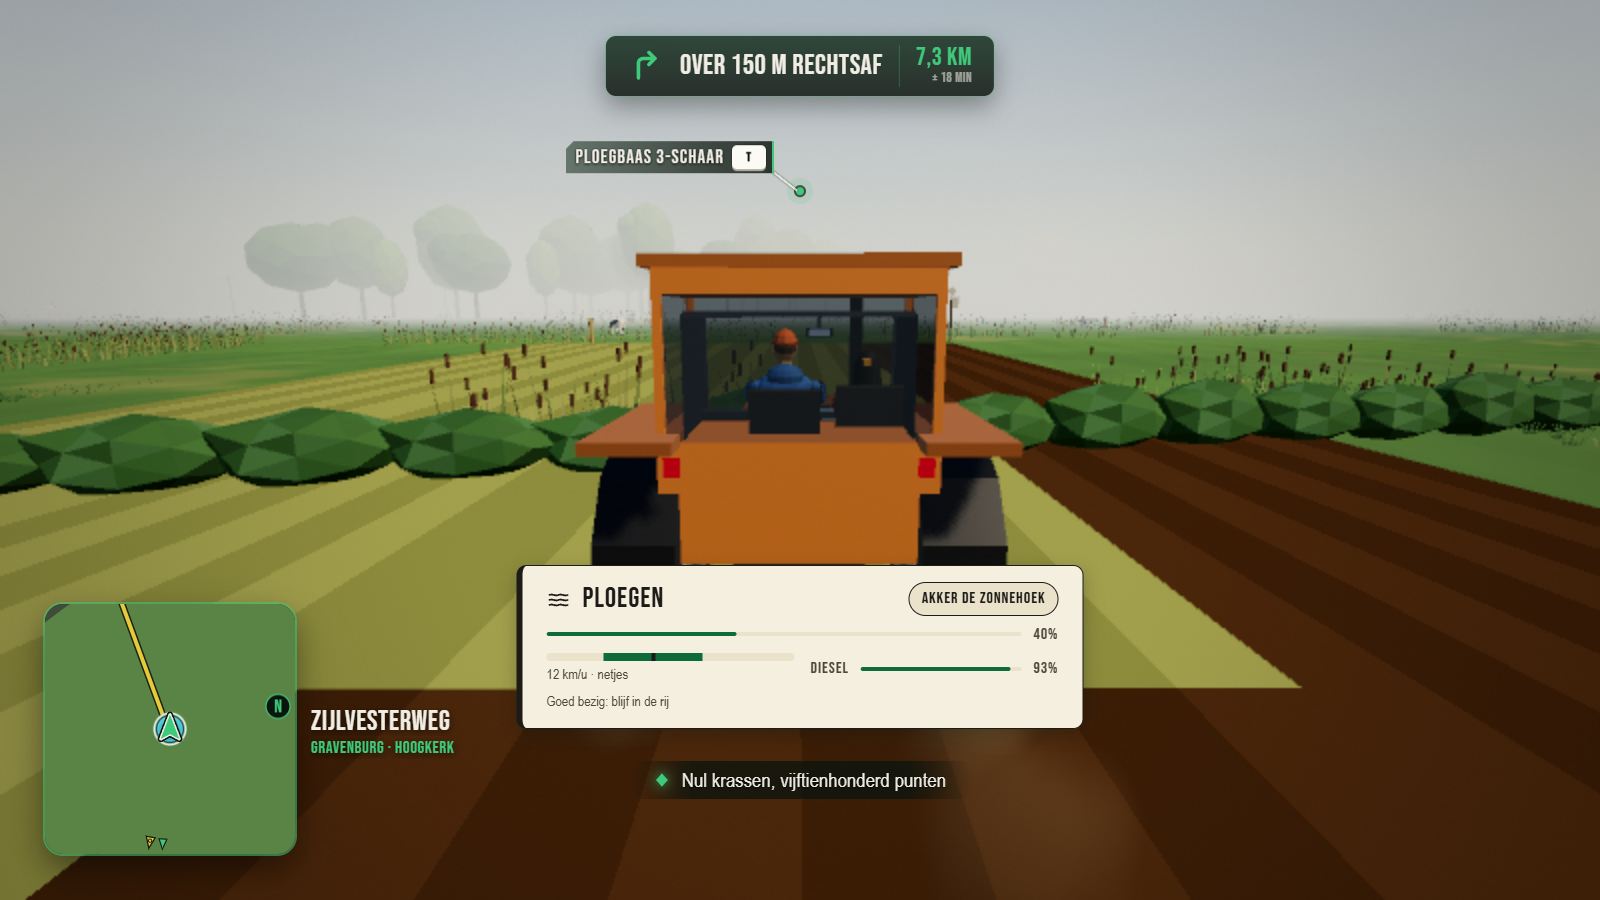 OVER 150 M RECHTSAF
7,3 KM
± 18 MIN
PLOEGBAAS 3-SCHAAR T
PLOEGEN
AKKER DE ZONNEHOEK
40%
12 km/u · netjes
DIESEL 93%
Goed bezig: blijf in de rij
N
ZIJLVESTERWEG
GRAVENBURG · HOOGKERK
Nul krassen, vijftienhonderd punten